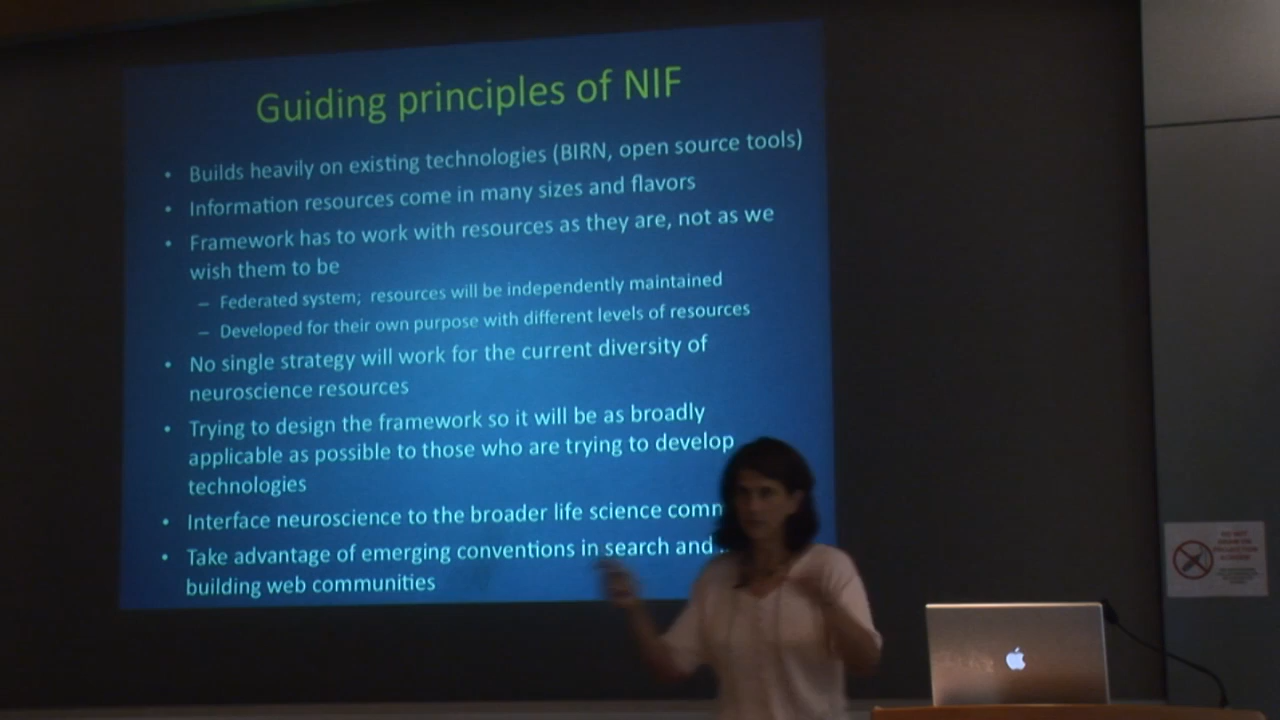 Guiding principles of NIF
• Builds heavily on existing technologies (BIRN, open source tools)
• Information resources come in many sizes and flavors
• Framework has to work with resources as they are, not as we
wish them to be
– Federated system; resources will be independently maintained
– Developed for their own purpose with different levels of resources
• No single strategy will work for the current diversity of
neuroscience resources
• Trying to design the framework so it will be as broadly
applicable as possible to those who are trying to develop
technologies
• Interface neuroscience to the broader life science
• Take advantage of emerging conventions in search and
building web communities